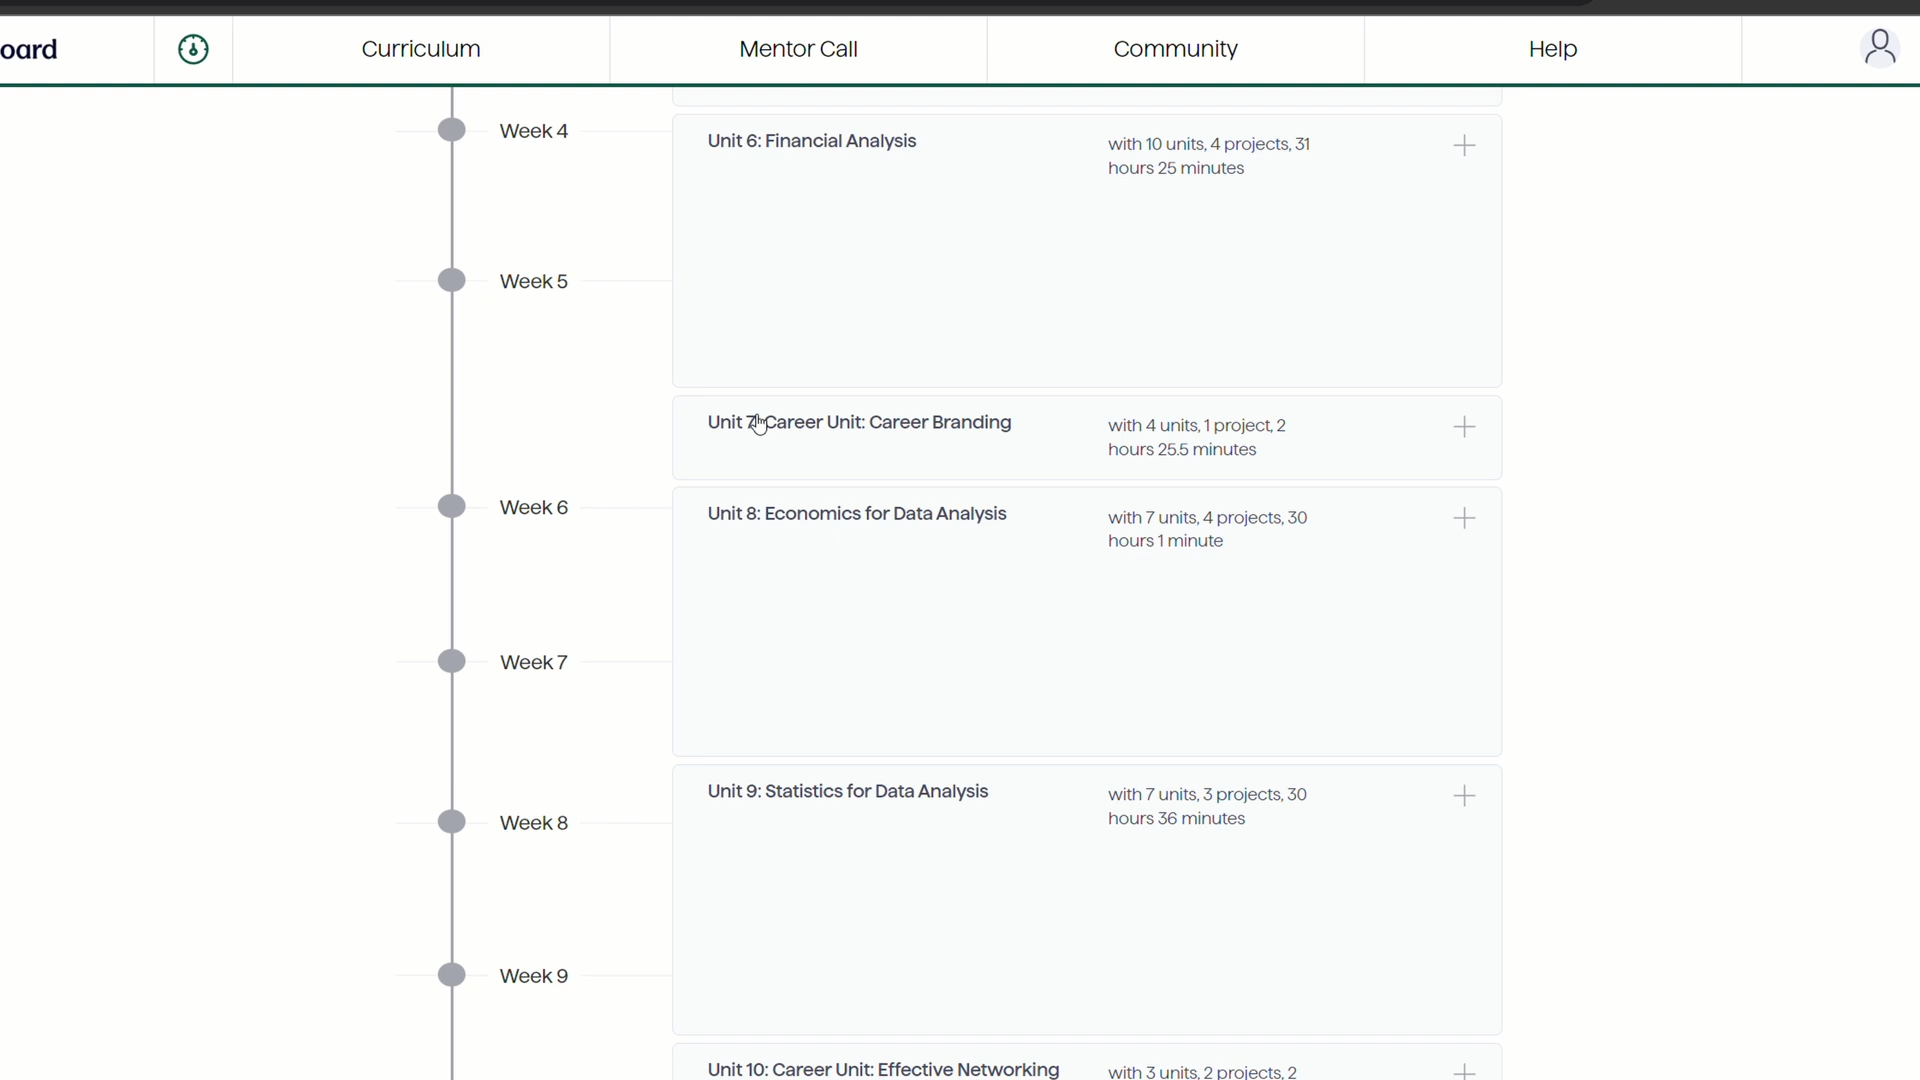 oard
Curriculum
Mentor Call
Community
Help
Week 4
Unit 6: Financial Analysis
with 10 units, 4 projects, 31
hours 25 minutes
Week 5
Unit 7: Career Unit: Career Branding
with 4 units, 1 project, 2
hours 25.5 minutes
Week 6
Unit 8: Economics for Data Analysis
with 7 units, 4 projects, 30
hours 1 minute
Week 7
Unit 9: Statistics for Data Analysis
with 7 units, 3 projects, 30
hours 36 minutes
Week 8
Week 9
Unit 10: Career Unit: Effective Networking
with 3 units, 2 projects, 2